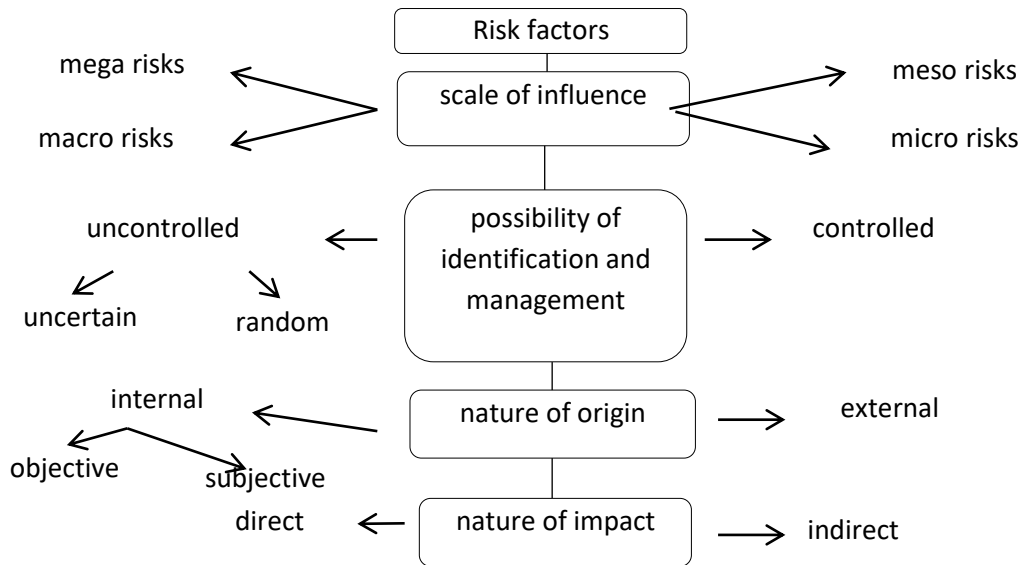 Risk factors
mega risks
scale of influence
meso risks
macro risks
micro risks
uncontrolled
possibility of
identification and
management
controlled
uncertain
random
internal
nature of origin
external
objective
subjective
direct
nature of impact
indirect